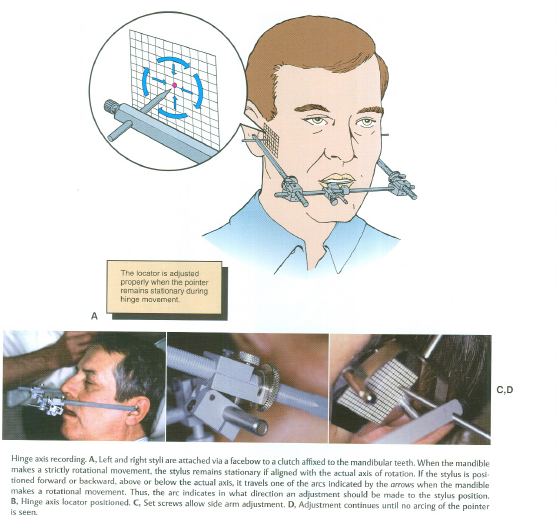 The locator is adjusted
properly when the pointer
remains stationary during
hinge movement.
A
C,D
Hinge axis recording. A, Left and right styli are attached via a facebow to a clutch affixed to the mandibular teeth. When the mandible
makes a strictly rotational movement, the stylus remains stationary if aligned with the actual axis of rotation. If the stylus is posi-
tioned forward or backward, above or below the actual axis, it travels one of the arcs indicated by the arrows when the mandible
makes a rotational movement. Thus, the arc indicates in what direction an adjustment should be made to the stylus position.
B, Hinge axis locator positioned. C, Set screws allow side arm adjustment. D, Adjustment continues until no arcing of the pointer
is seen.